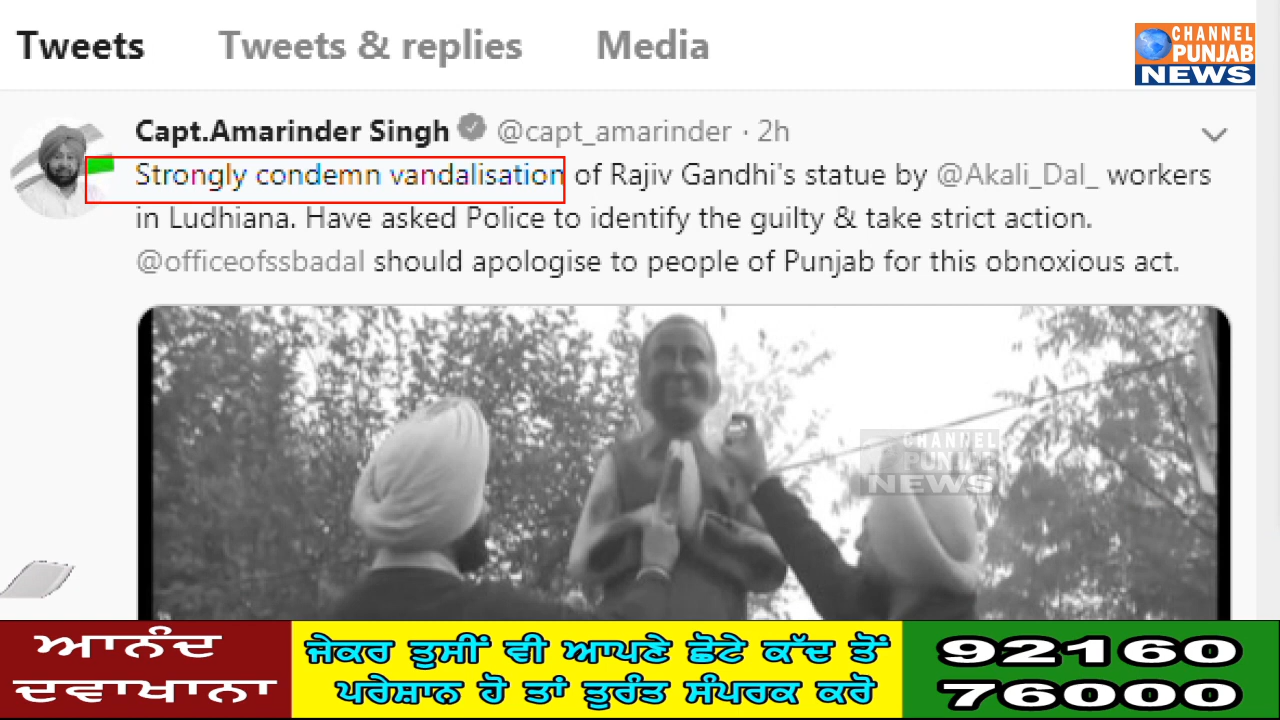 Tweets Tweets & replies Media
CHANNEL
PUNJAB
NEWS
Capt.Amarinder Singh @capt_amarinder · 2h
Strongly condemn vandalisation of Rajiv Gandhi's statue by @Akali_Dal_ workers
in Ludhiana. Have asked Police to identify the guilty & take strict action.
@officeofssbadal should apologise to people of Punjab for this obnoxious act.
CHANNEL
PUNJAB
NEWS
ਆਨੰਦ
ਦਵਾਖਾਨਾ
ਜੇਕਰ ਤੁਸੀਂ ਵੀ ਆਪਣੇ ਛੋਟੇ ਕੱਦ ਤੋਂ
ਪਰੇਸ਼ਾਨ ਹੋ ਤਾਂ ਤੁਰੰਤ ਸੰਪਰਕ ਕਰੋ
92160
76000